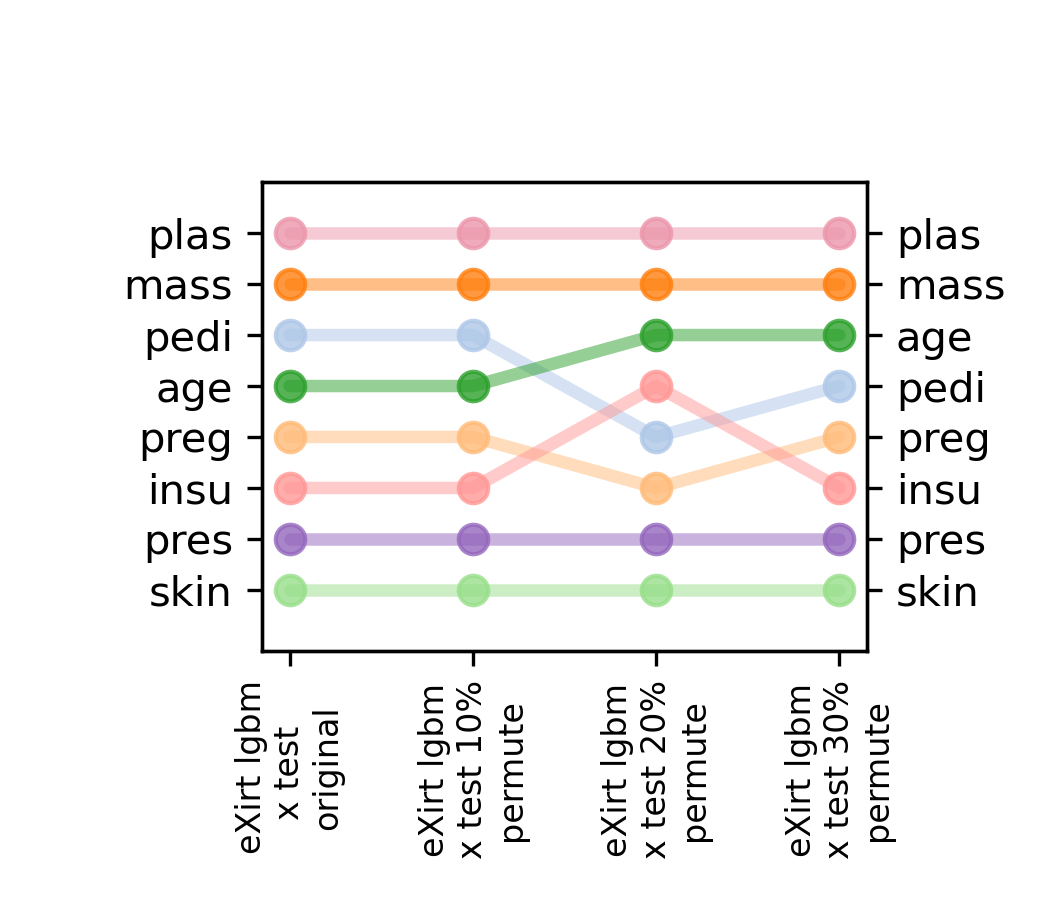 plas
mass
pedi
age
preg
insu
pres
skin
plas
mass
age
pedi
preg
insu
pres
skin
eXirt lgbm
x test
original
eXirt lgbm
x test 10%
permute
eXirt lgbm
x test 20%
permute
eXirt lgbm
x test 30%
permute